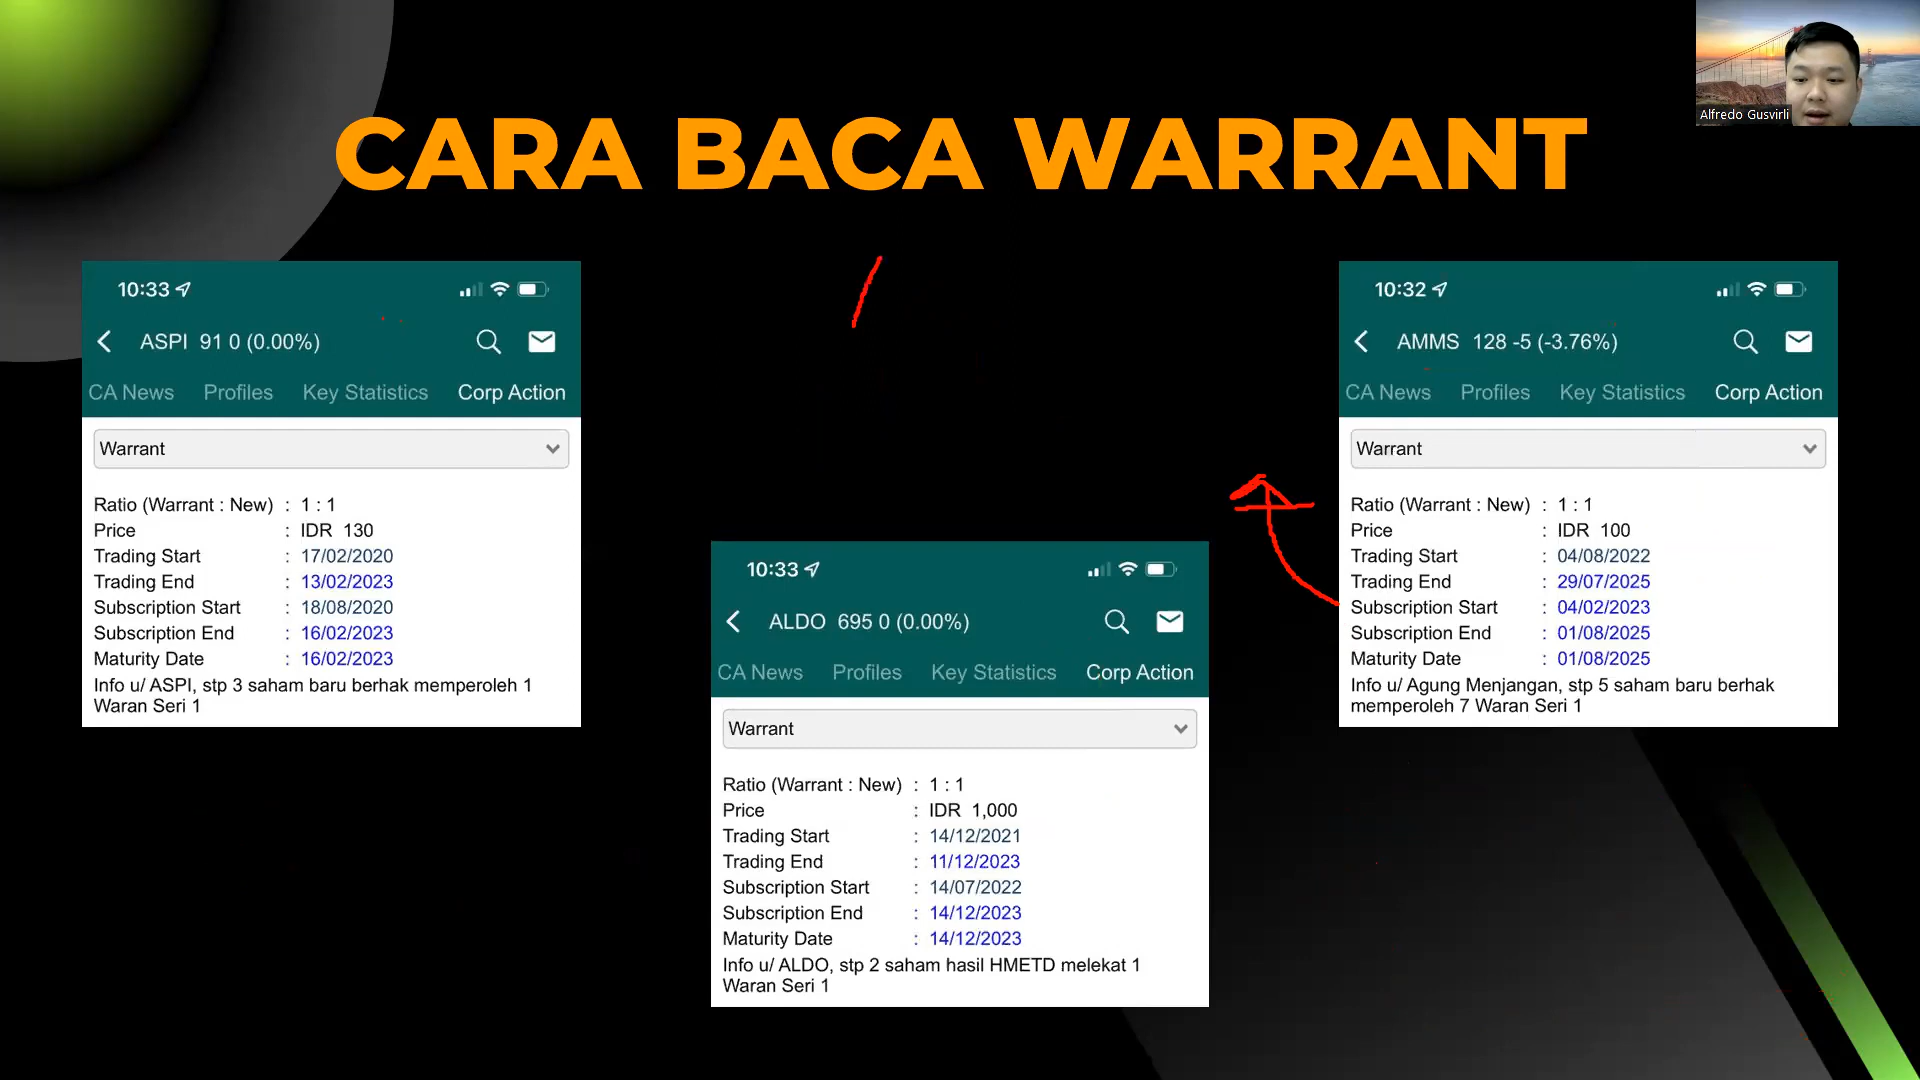 CARA BACA WARRANT
Alfredo Gusvirli
10:33
ASPI 91 0 (0.00%)
CA News Profiles Key Statistics Corp Action
Warrant
Ratio (Warrant : New) : 1 : 1
Price : IDR 130
Trading Start : 17/02/2020
Trading End : 13/02/2023
Subscription Start : 18/08/2020
Subscription End : 16/02/2023
Maturity Date : 16/02/2023
Info u/ ASPI, stp 3 saham baru berhak memperoleh 1
Waran Seri 1
10:33
ALDO 695 0 (0.00%)
CA News Profiles Key Statistics Corp Action
Warrant
Ratio (Warrant : New) : 1 : 1
Price : IDR 1,000
Trading Start : 14/12/2021
Trading End : 11/12/2023
Subscription Start : 14/07/2022
Subscription End : 14/12/2023
Maturity Date : 14/12/2023
Info u/ ALDO, stp 2 saham hasil HMETD melekat 1
Waran Seri 1
10:32
AMMS 128 -5 (-3.76%)
CA News Profiles Key Statistics Corp Action
Warrant
Ratio (Warrant : New) : 1 : 1
Price : IDR 100
Trading Start : 04/08/2022
Trading End : 29/07/2025
Subscription Start : 04/02/2023
Subscription End : 01/08/2025
Maturity Date : 01/08/2025
Info u/ Agung Menjangan, stp 5 saham baru berhak
memperoleh 7 Waran Seri 1